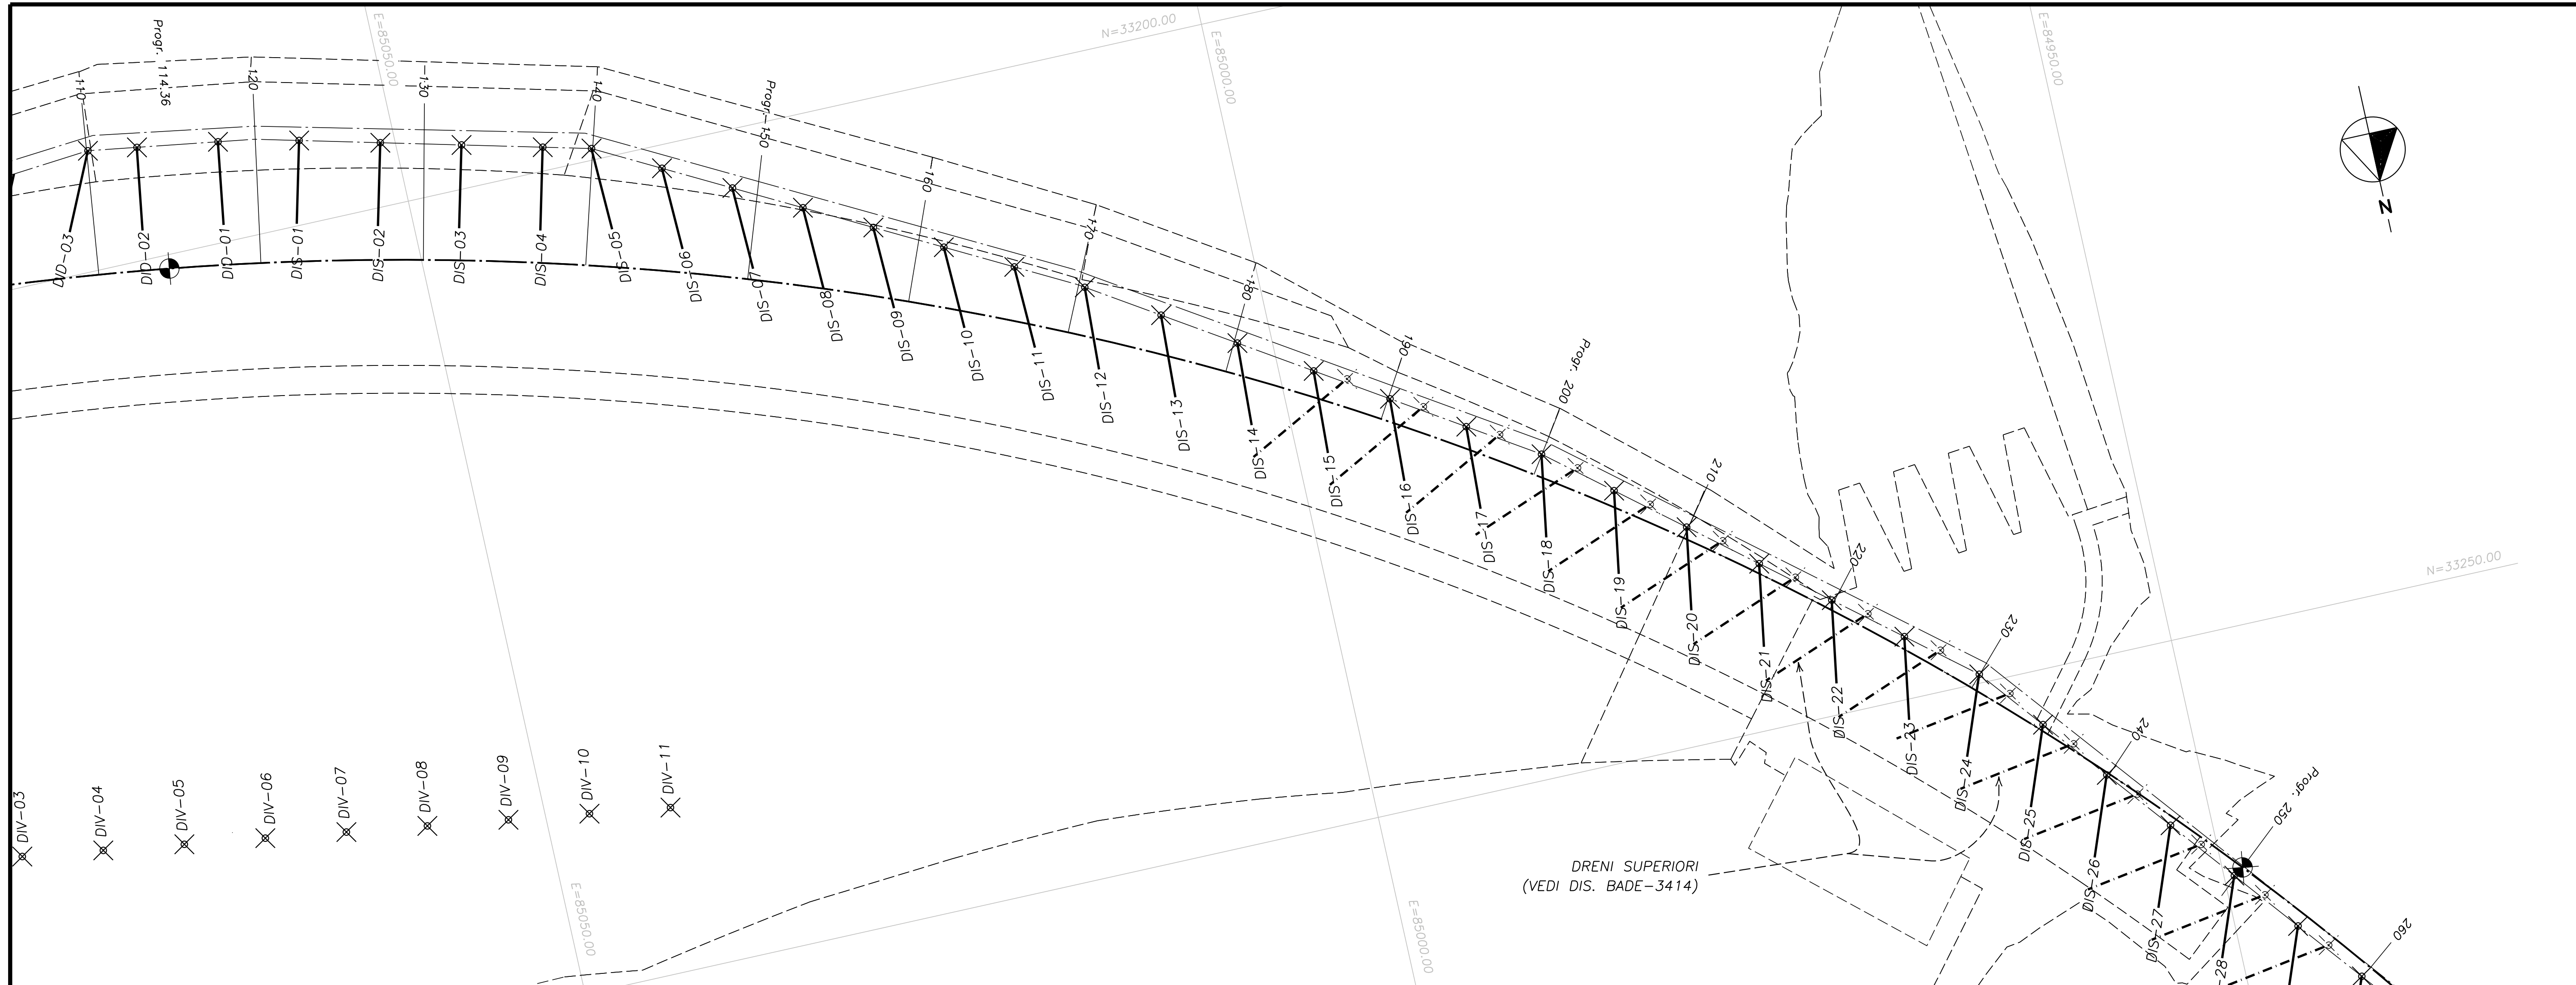 E=85050.00
N=33200.00
E=85000.00
E=84950.00
110
Progr. 114.36
120
130
140
Progr. 150
160
170
180
190
Progr. 200
210
220
230
240
Progr. 250
260
N
DID-02
DID-01
DIS-01
DIS-02
DIS-03
DIS-04
DIS-05
DIS-06
DIS-07
DIS-08
DIS-09
DIS-10
DIS-11
DIS-12
DIS-13
DIS-14
DIS-15
DIS-16
DIS-17
DIS-18
DIS-19
DIS-20
DIS-21
DIS-22
DIS-23
DIS-24
DIS-25
DIS-26
DIS-27
28
N=33250.00
DIV-03
DIV-04
DIV-05
DIV-06
DIV-07
DIV-08
DIV-09
DIV-10
DIV-11
DRENI SUPERIORI
(VEDI DIS. BADE-3414)
E=85050.00
E=85000.00